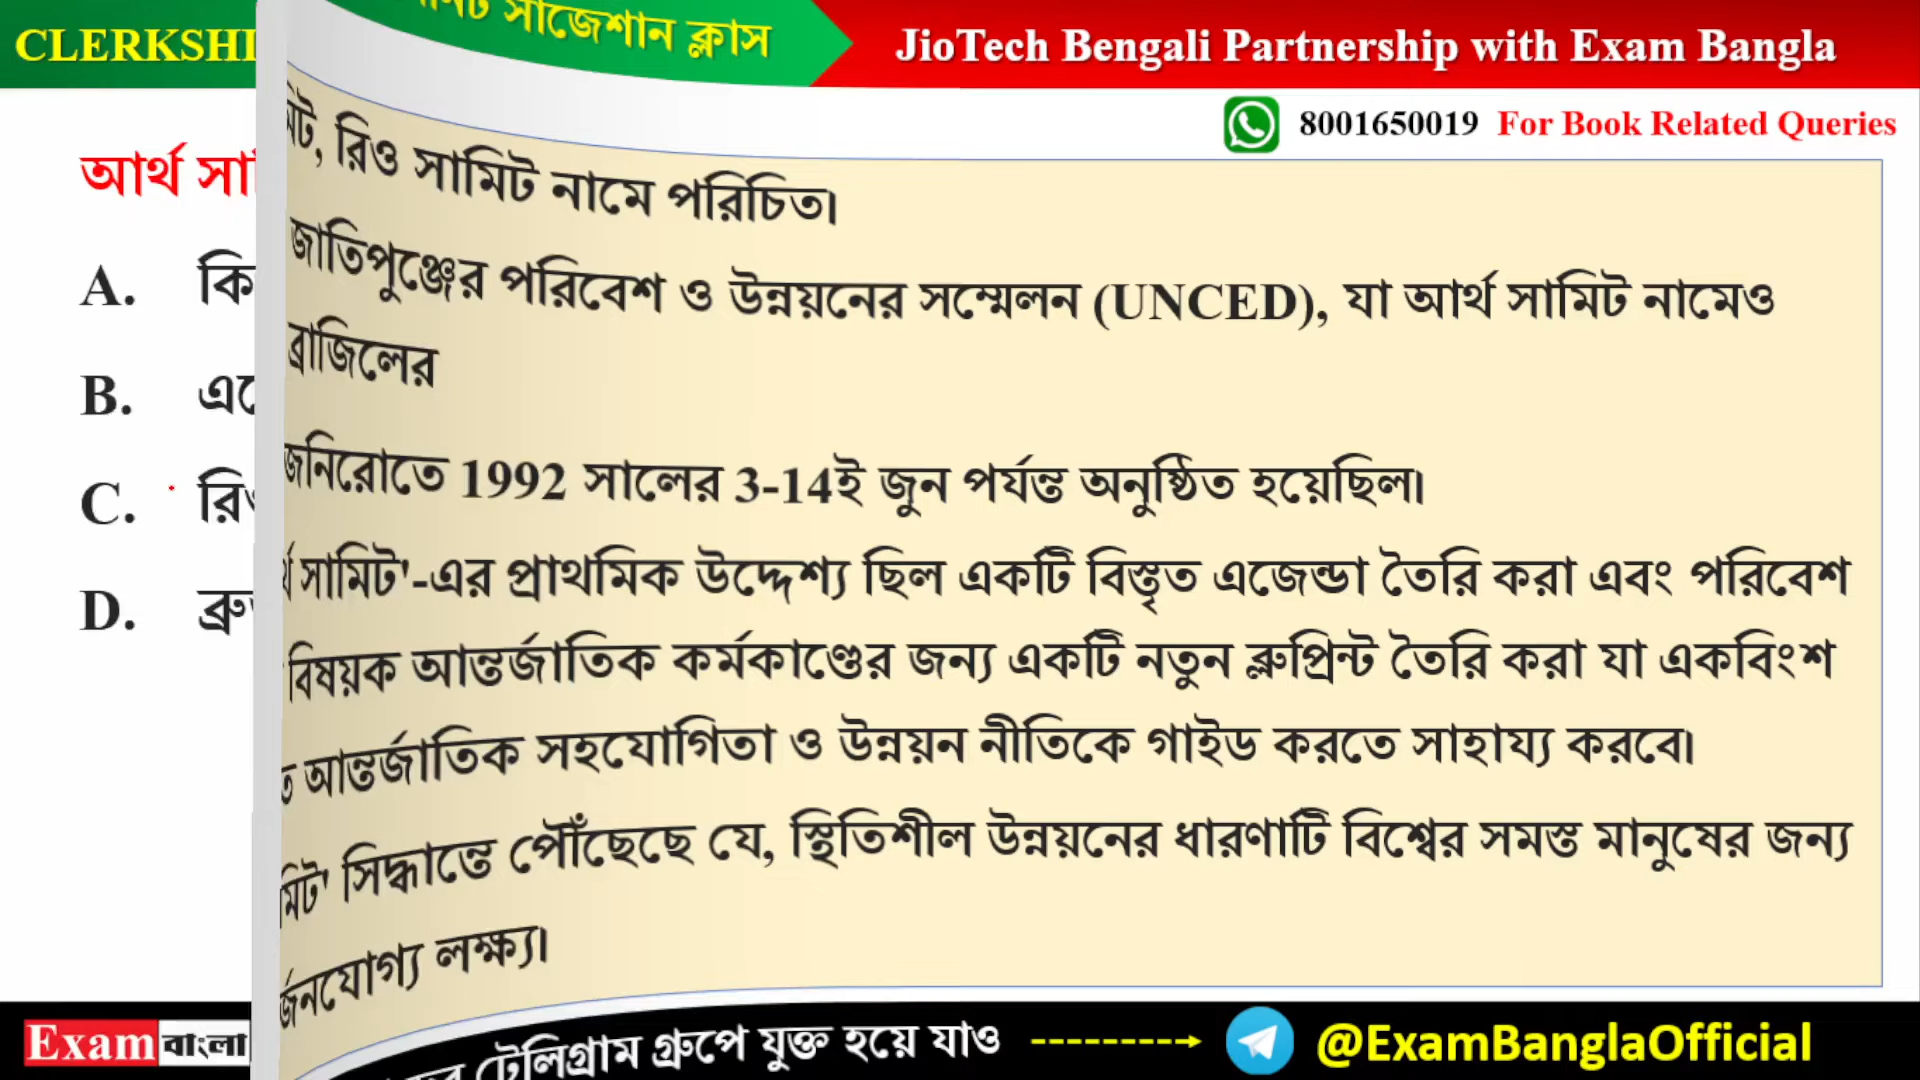 সাজেশান ক্লাস
JioTech Bengali Partnership with Exam Bangla
8001650019 For Book Related Queries
আর্থ
A.
B.
C.
D.
রিও সামিট নামে পরিচিত।
জাতিপুঞ্জের পরিবেশ ও উন্নয়নের সম্মেলন (UNCED), যা আর্থ সামিট নামেও
ব্রাজিলের
1992 সালের 3-14ই জুন পর্যন্ত অনুষ্ঠিত হয়েছিল।
সামিট'-এর প্রাথমিক উদ্দেশ্য ছিল একটি বিস্তৃত এজেন্ডা তৈরি করা এবং পরিবেশ
বিষয়ক আন্তর্জাতিক কর্মকাণ্ডের জন্য একটি নতুন ব্লুপ্রিন্ট তৈরি করা যা একবিংশ
আন্তর্জাতিক সহযোগিতা ও উন্নয়ন নীতিকে গাইড করতে সাহায্য করবে।
সিদ্ধান্তে পৌঁছেছে যে, স্থিতিশীল উন্নয়নের ধারণাটি বিশ্বের সমস্ত মানুষের জন্য
লক্ষ্য।
Exam বাংলা
টেলিগ্রাম গ্রুপে যুক্ত হয়ে যাও
@ExamBanglaOfficial